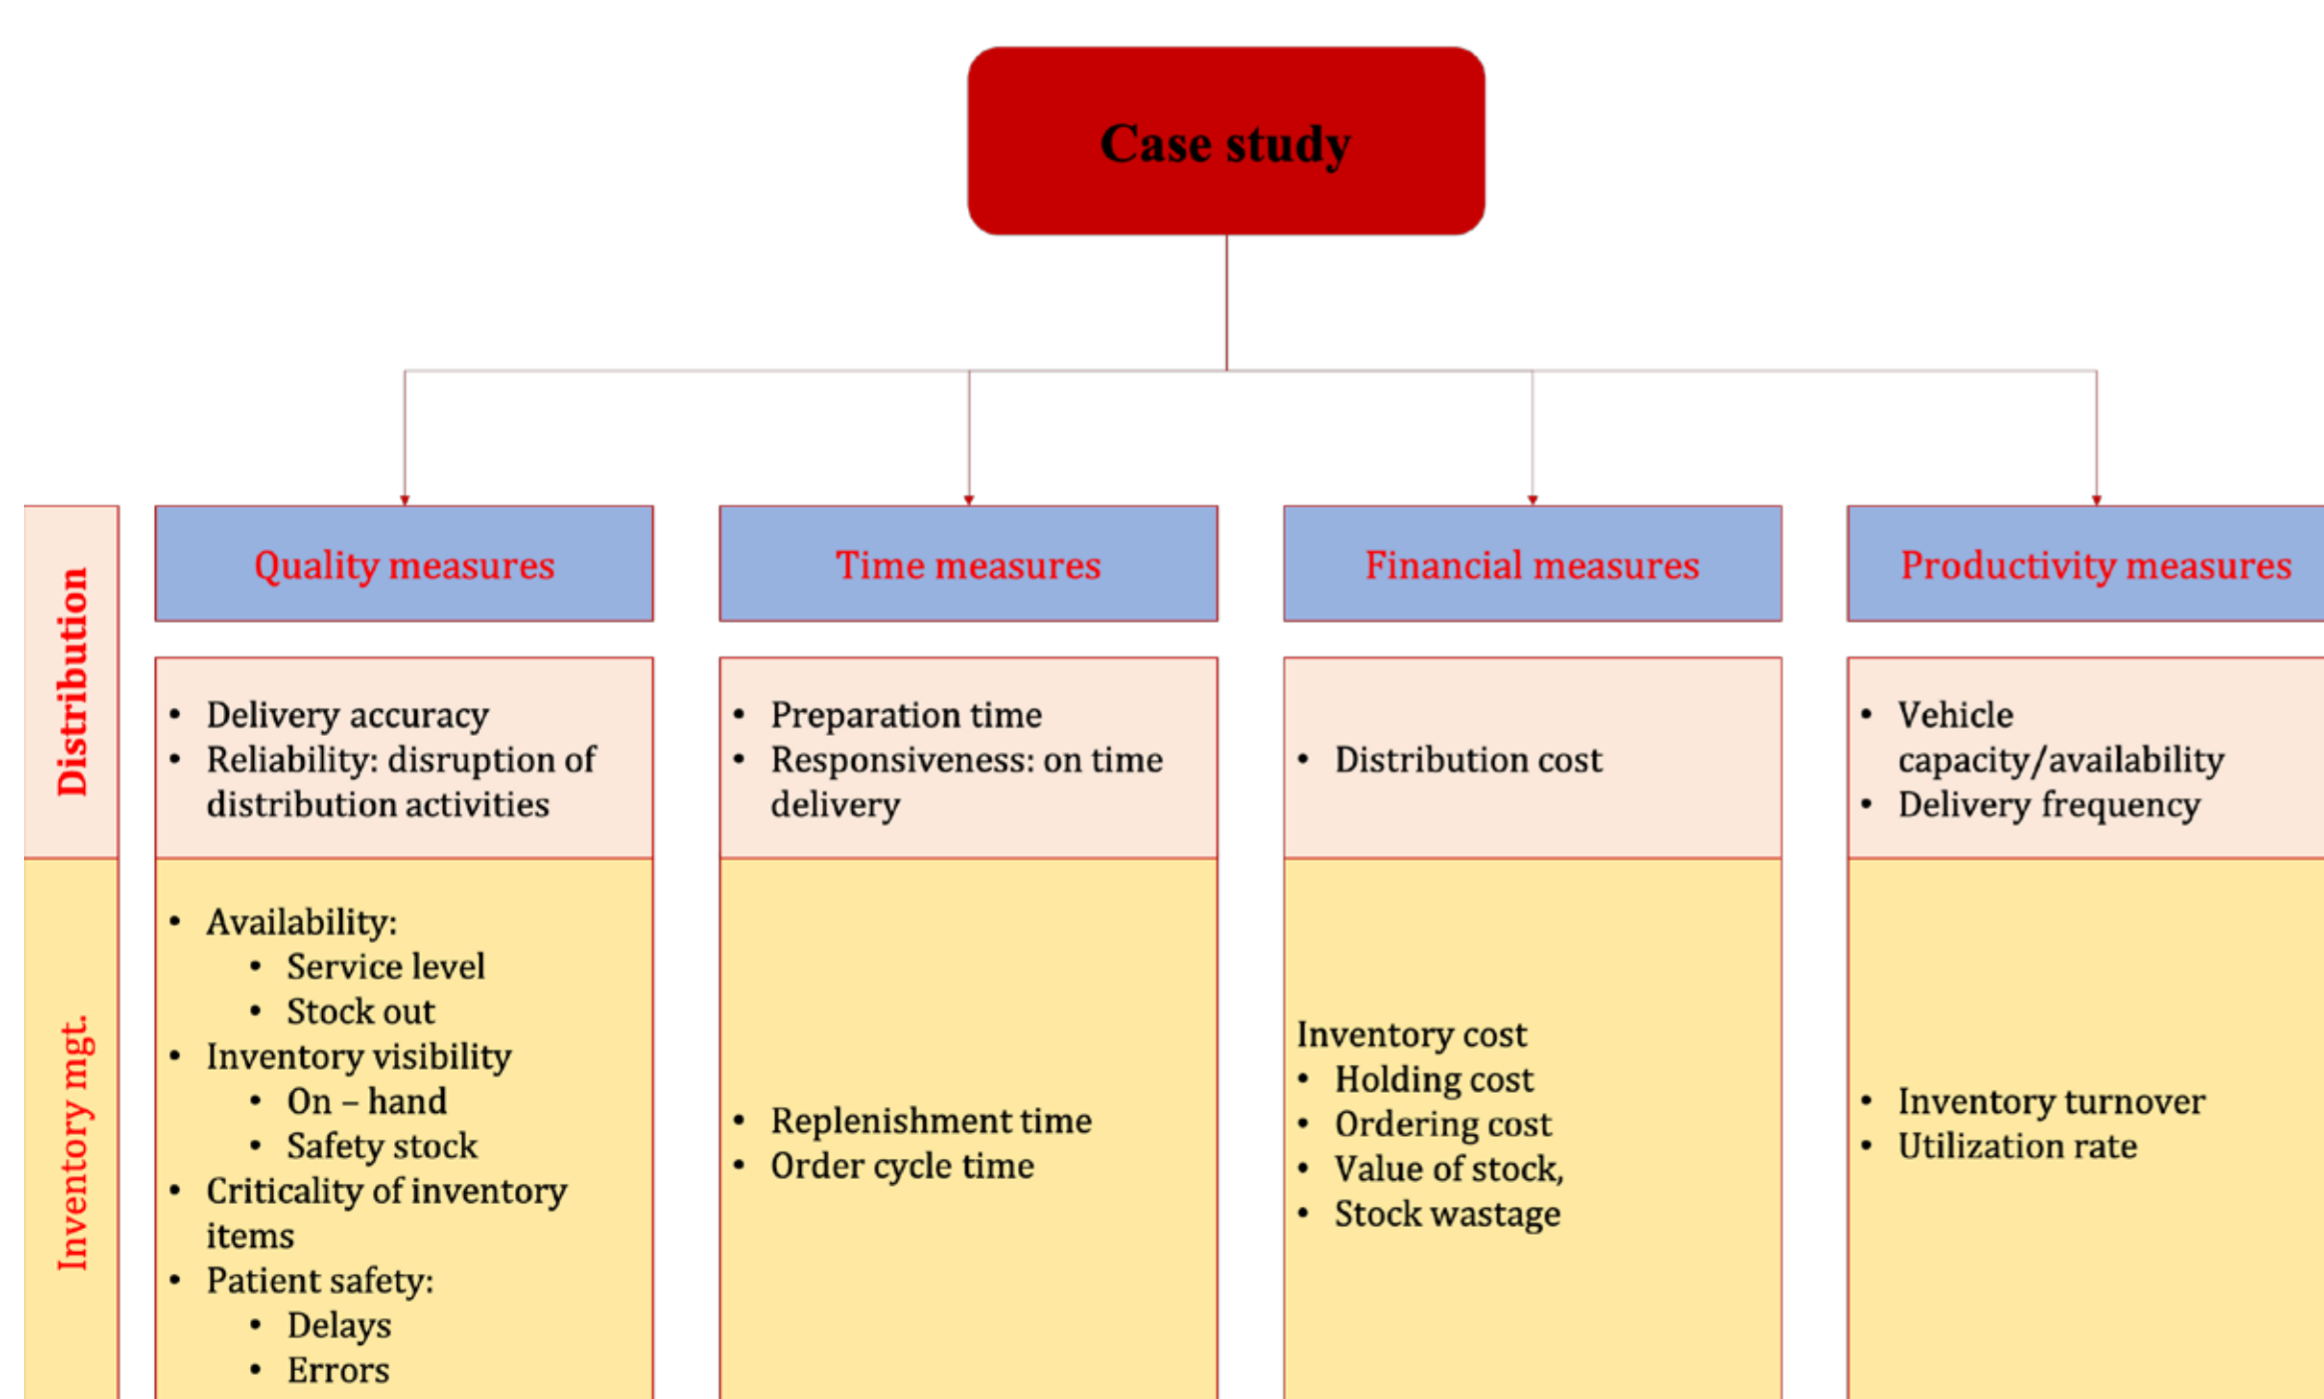 Case study
Quality measures
Time measures
Financial measures
Productivity measures
Distribution
• Delivery accuracy
• Reliability: disruption of
distribution activities
• Preparation time
• Responsiveness: on time
delivery
• Distribution cost
• Vehicle
capacity/availability
• Delivery frequency
Inventory mgt.
• Availability:
• Service level
• Stock out
• Inventory visibility
• On – hand
• Safety stock
• Criticality of inventory
items
• Patient safety:
• Delays
• Errors
• Replenishment time
• Order cycle time
Inventory cost
• Holding cost
• Ordering cost
• Value of stock,
• Stock wastage
• Inventory turnover
• Utilization rate